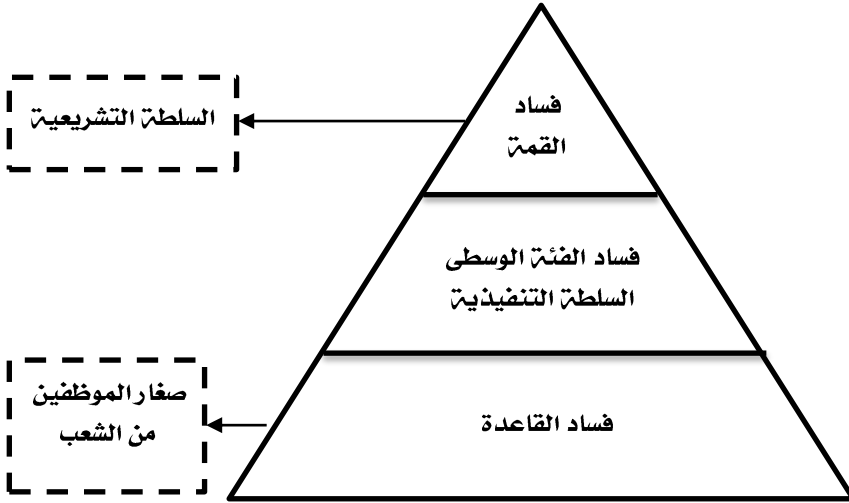 فساد
القمة
السلطة التشريعية
فساد الفئة الوسطى
السلطة التنفيذية
فساد القاعدة
صغار الموظفين
من الشعب